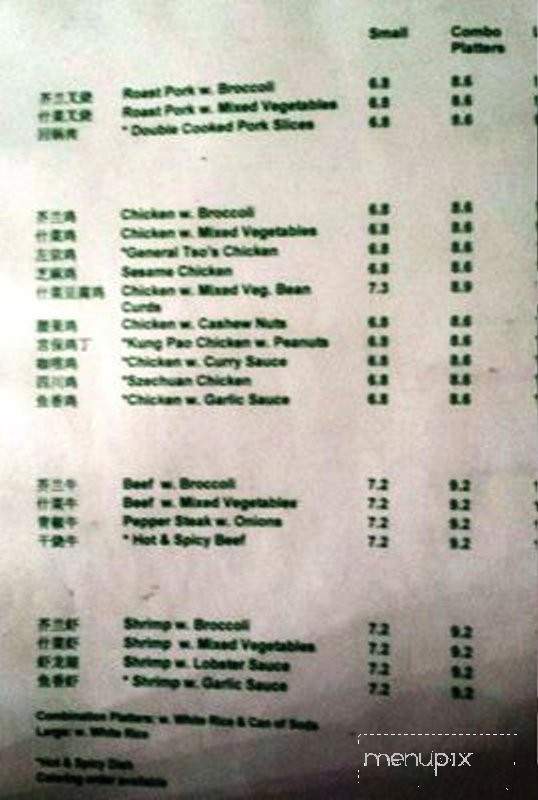 Small Combo
Platters
芥兰叉烧 Roast Pork w. Broccoli 6.8 8.6
什菜叉烧 Roast Pork w. Mixed Vegetables 6.8 8.6
回锅肉 * Double Cooked Pork Slices 6.8 8.6
芥兰鸡 Chicken w. Broccoli 6.8 8.6
什菜鸡 Chicken w. Mixed Vegetables 6.8 8.6
左宗鸡 *General Tso's Chicken 6.8 8.6
芝麻鸡 Sesame Chicken 6.8 8.6
什菜豆腐鸡 Chicken w. Mixed Veg. Bean 7.3 8.9
Curds
腰果鸡 Chicken w. Cashew Nuts 6.8 8.6
宫保鸡丁 *Kung Pao Chicken w. Peanuts 6.8 8.6
咖喱鸡 *Chicken w. Curry Sauce 6.8 8.6
四川鸡 *Szechuan Chicken 6.8 8.6
鱼香鸡 *Chicken w. Garlic Sauce 6.8 8.6
芥兰牛 Beef w. Broccoli 7.2 9.2
什菜牛 Beef w. Mixed Vegetables 7.2 9.2
青椒牛 Pepper Steak w. Onions 7.2 9.2
干烧牛 * Hot & Spicy Beef 7.2 9.2
芥兰虾 Shrimp w. Broccoli 7.2 9.2
什菜虾 Shrimp w. Mixed Vegetables 7.2 9.2
虾龙糊 Shrimp w. Lobster Sauce 7.2 9.2
鱼香虾 * Shrimp w. Garlic Sauce 7.2 9.2
Combination Platters: w. White Rice & Can of Soda
Large: w. White Rice
*Hot & Spicy Dish
Catering order available
menupix